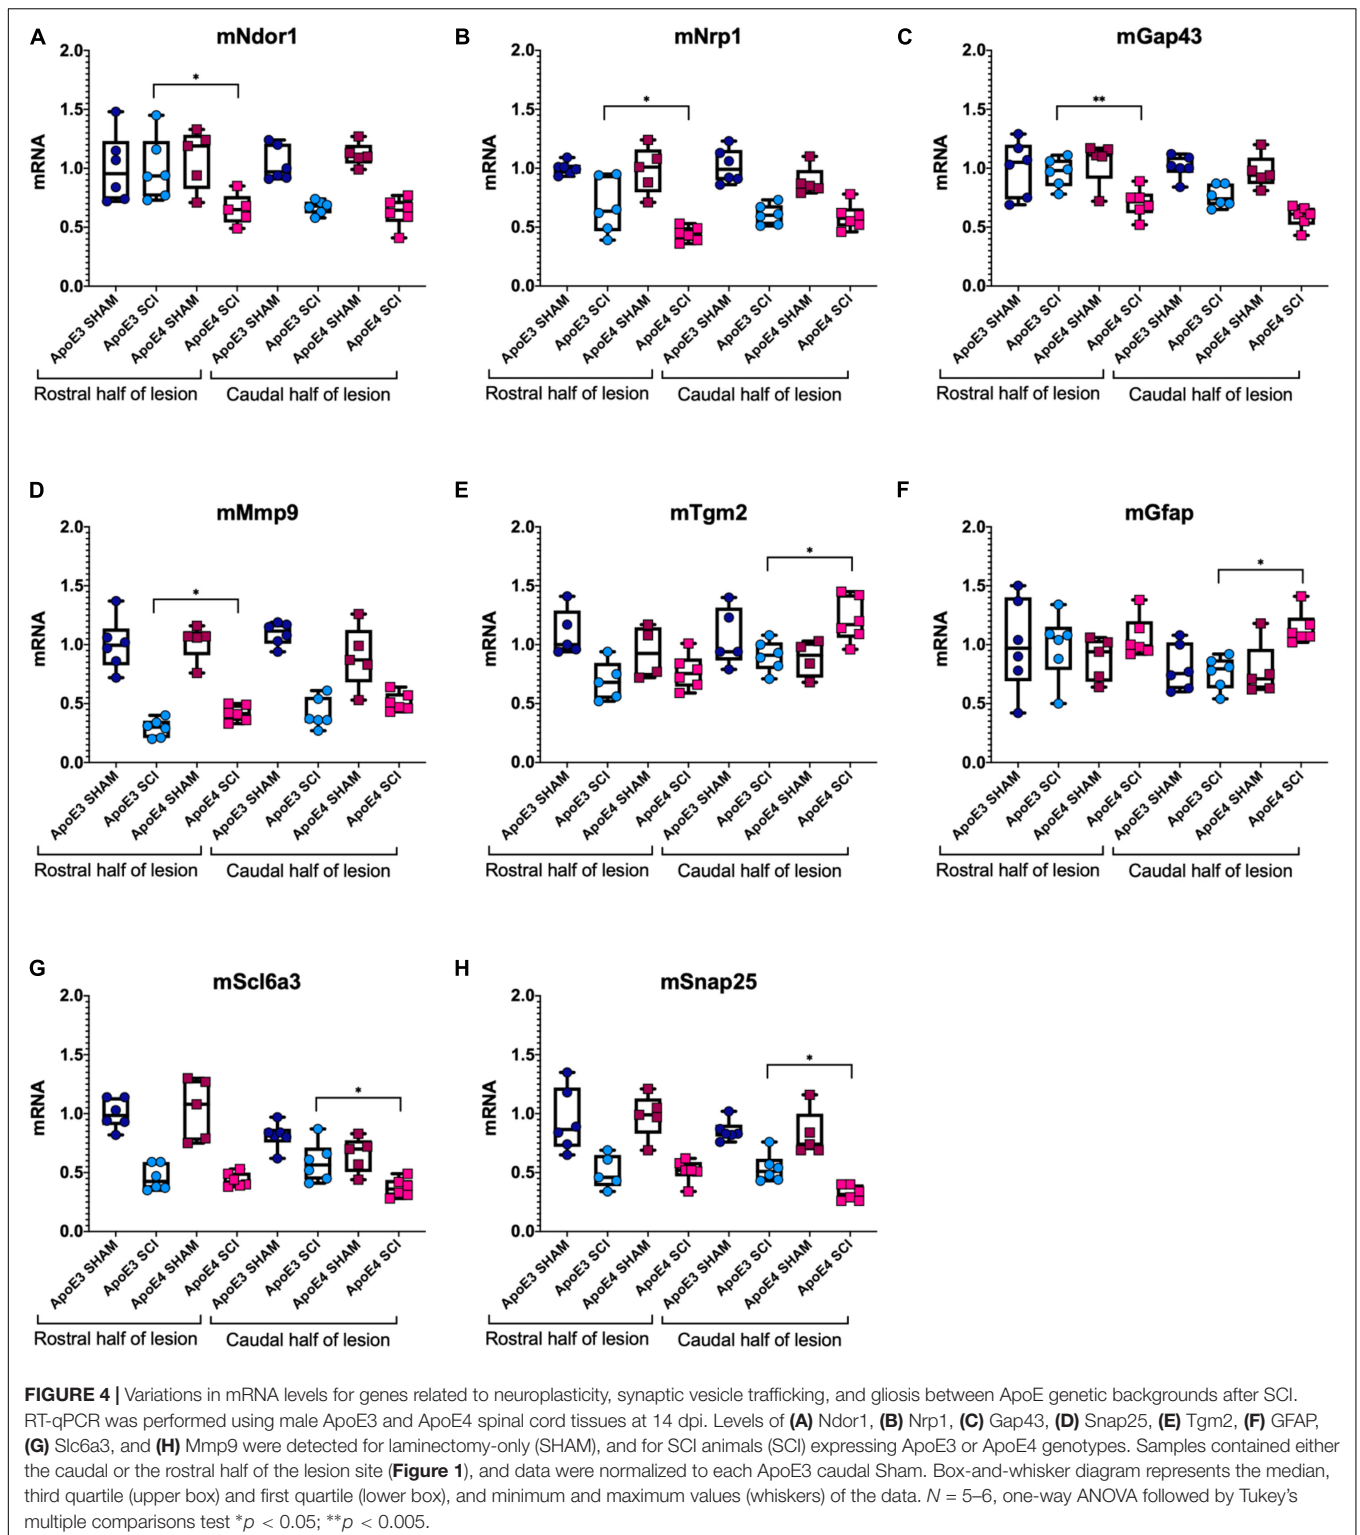 A
mNdor1
2.0
1.5
1.0
0.5
0.0
mRNA
*
ApoE3 SHAM
ApoE3 SCI
ApoE4 SHAM
ApoE4 SCI
ApoE3 SHAM
ApoE3 SCI
ApoE4 SHAM
ApoE4 SCI
Rostral half of lesion
Caudal half of lesion
B
mNrp1
2.0
1.5
1.0
0.5
0.0
mRNA
*
ApoE3 SHAM
ApoE3 SCI
ApoE4 SHAM
ApoE4 SCI
ApoE3 SHAM
ApoE3 SCI
ApoE4 SHAM
ApoE4 SCI
Rostral half of lesion
Caudal half of lesion
C
mGap43
2.0
1.5
1.0
0.5
0.0
mRNA
**
ApoE3 SHAM
ApoE3 SCI
ApoE4 SHAM
ApoE4 SCI
ApoE3 SHAM
ApoE3 SCI
ApoE4 SHAM
ApoE4 SCI
Rostral half of lesion
Caudal half of lesion
D
mMmp9
2.0
1.5
1.0
0.5
0.0
mRNA
*
ApoE3 SHAM
ApoE3 SCI
ApoE4 SHAM
ApoE4 SCI
ApoE3 SHAM
ApoE3 SCI
ApoE4 SHAM
ApoE4 SCI
Rostral half of lesion
Caudal half of lesion
E
mTgm2
2.0
1.5
1.0
0.5
0.0
mRNA
*
ApoE3 SHAM
ApoE3 SCI
ApoE4 SHAM
ApoE4 SCI
ApoE3 SHAM
ApoE3 SCI
ApoE4 SHAM
ApoE4 SCI
Rostral half of lesion
Caudal half of lesion
F
mGfap
2.0
1.5
1.0
0.5
0.0
mRNA
*
ApoE3 SHAM
ApoE3 SCI
ApoE4 SHAM
ApoE4 SCI
ApoE3 SHAM
ApoE3 SCI
ApoE4 SHAM
ApoE4 SCI
Rostral half of lesion
Caudal half of lesion
G
mScl6a3
2.0
1.5
1.0
0.5
0.0
mRNA
*
ApoE3 SHAM
ApoE3 SCI
ApoE4 SHAM
ApoE4 SCI
ApoE3 SHAM
ApoE3 SCI
ApoE4 SHAM
ApoE4 SCI
Rostral half of lesion
Caudal half of lesion
H
mSnap25
2.0
1.5
1.0
0.5
0.0
mRNA
*
ApoE3 SHAM
ApoE3 SCI
ApoE4 SHAM
ApoE4 SCI
ApoE3 SHAM
ApoE3 SCI
ApoE4 SHAM
ApoE4 SCI
Rostral half of lesion
Caudal half of lesion
FIGURE 4 | Variations in mRNA levels for genes related to neuroplasticity, synaptic vesicle trafficking, and gliosis between ApoE genetic backgrounds after SCI.
RT-qPCR was performed using male ApoE3 and ApoE4 spinal cord tissues at 14 dpi. Levels of (A) Ndor1, (B) Nrp1, (C) Gap43, (D) Snap25, (E) Tgm2, (F) GFAP,
(G) Slc6a3, and (H) Mmp9 were detected for laminectomy-only (SHAM), and for SCI animals (SCI) expressing ApoE3 or ApoE4 genotypes. Samples contained either
the caudal or the rostral half of the lesion site (Figure 1), and data were normalized to each ApoE3 caudal Sham. Box-and-whisker diagram represents the median,
third quartile (upper box) and first quartile (lower box), and minimum and maximum values (whiskers) of the data. N = 5–6, one-way ANOVA followed by Tukey's
multiple comparisons test *p < 0.05; **p < 0.005.